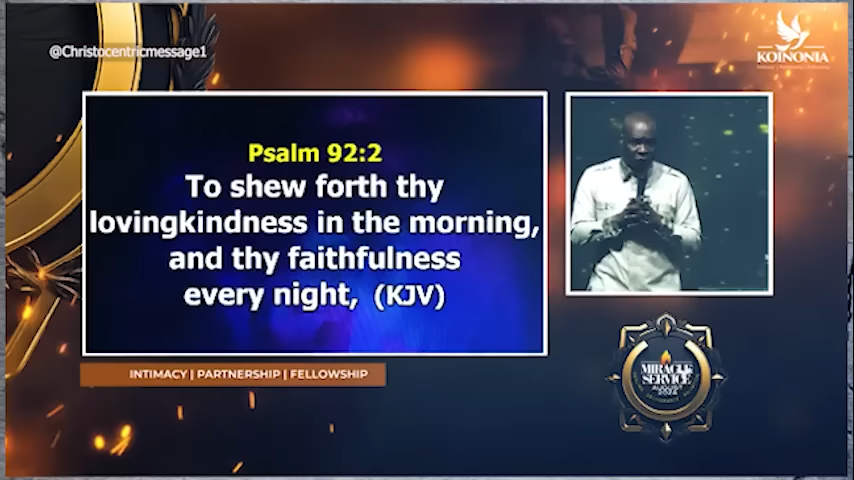 @Christocentricmessage1
KOINONIA
Psalm 92:2
To shew forth thy
lovingkindness in the morning,
and thy faithfulness
every night, (KJV)
INTIMACY | PARTNERSHIP | FELLOWSHIP
MIRACLE
SERVICE
AUGUST